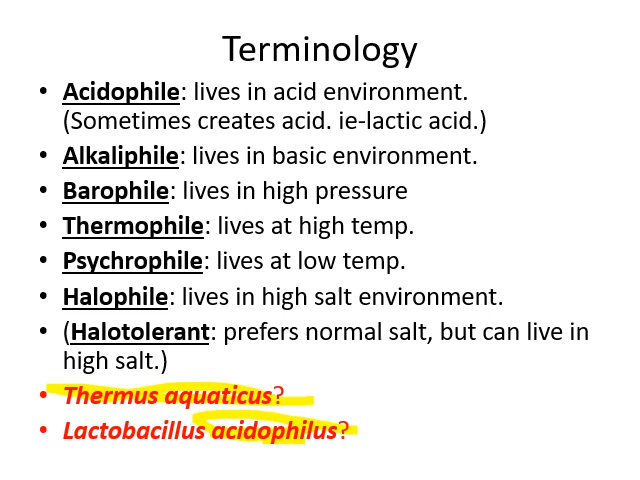 Terminology
• Acidophile: lives in acid environment.
(Sometimes creates acid. ie-lactic acid.)
• Alkaliphile: lives in basic environment.
• Barophile: lives in high pressure
• Thermophile: lives at high temp.
• Psychrophile: lives at low temp.
• Halophile: lives in high salt environment.
• (Halotolerant: prefers normal salt, but can live in
high salt.)
• Thermus aquaticus?
• Lactobacillus acidophilus?